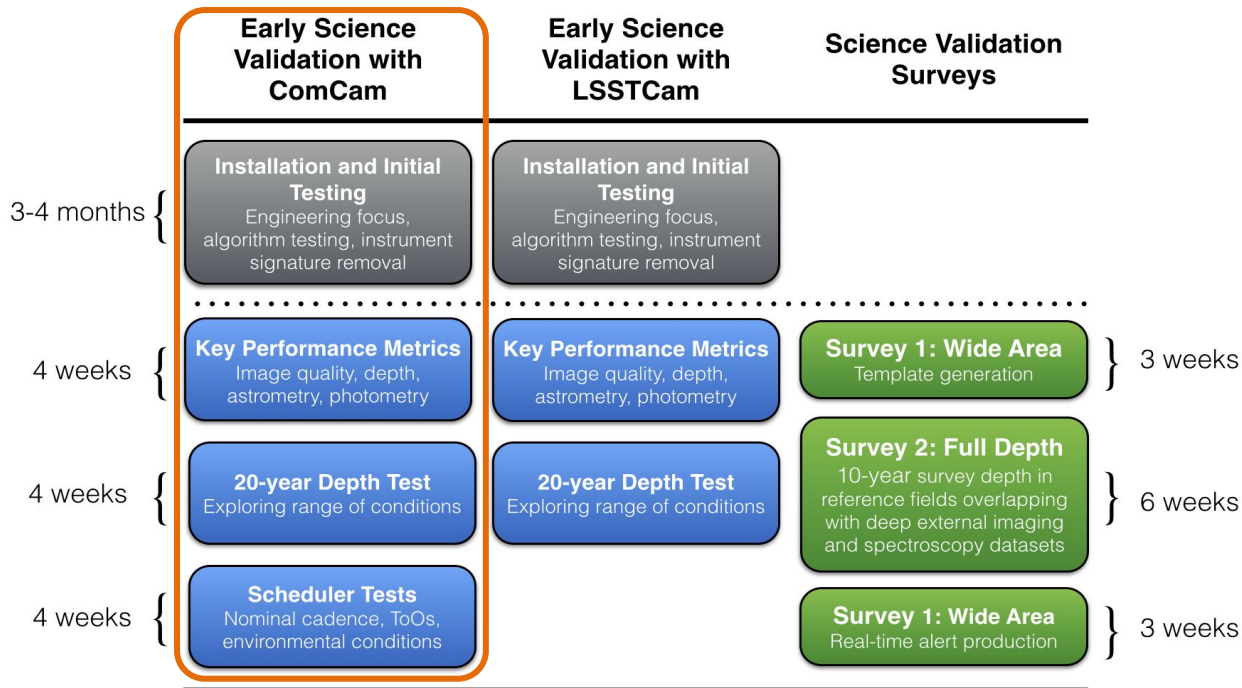 Early Science
Validation with
ComCam
Early Science
Validation with
LSSTCam
Science Validation
Surveys
3-4 months
Installation and Initial
Testing
Engineering focus,
algorithm testing, instrument
signature removal
Installation and Initial
Testing
Engineering focus,
algorithm testing, instrument
signature removal
4 weeks
Key Performance Metrics
Image quality, depth,
astrometry, photometry
Key Performance Metrics
Image quality, depth,
astrometry, photometry
Survey 1: Wide Area
Template generation
3 weeks
4 weeks
20-year Depth Test
Exploring range of conditions
20-year Depth Test
Exploring range of conditions
Survey 2: Full Depth
10-year survey depth in
reference fields overlapping
with deep external imaging
and spectroscopy datasets
6 weeks
4 weeks
Scheduler Tests
Nominal cadence, ToOs,
environmental conditions
Survey 1: Wide Area
Real-time alert production
3 weeks